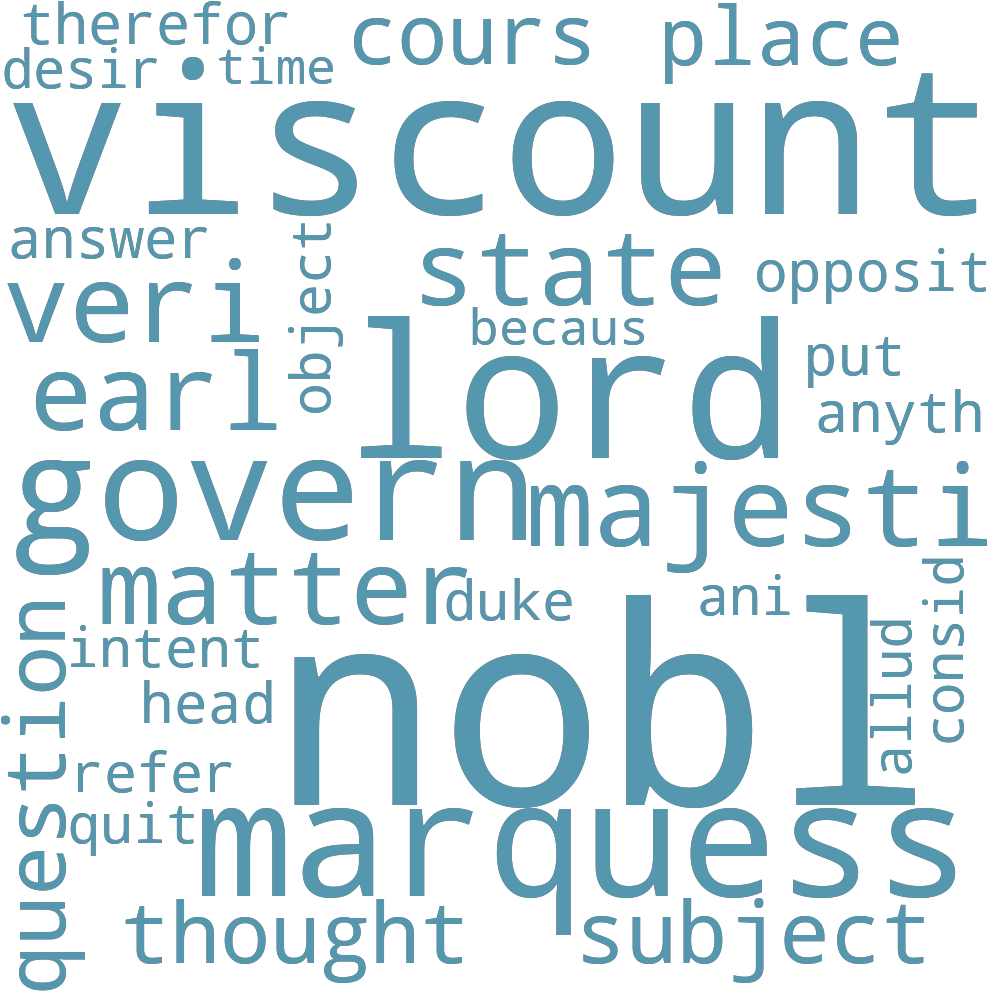 therefor
cours
place
desir
time
viscount
answer
object
state
opposit
veri
becaus
put
earl
lord
anyth
govern
majesti
matter
duke
ani
consid
intent
nobl
allud
question
head
refer
quit
marquess
thought
subject